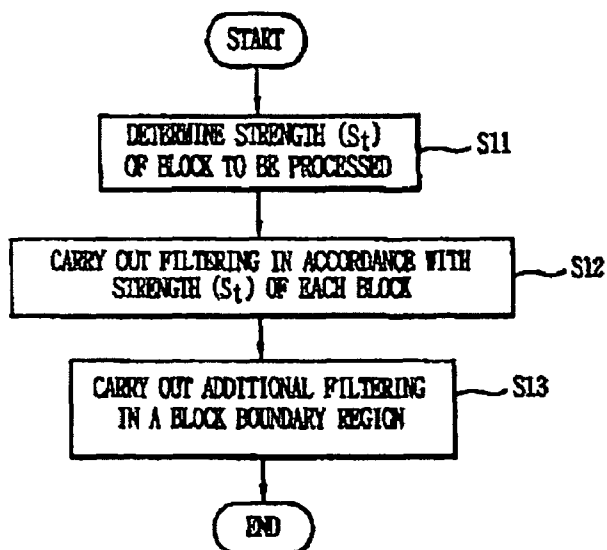 START
DETERMINE STRENGTH (St)
OF BLOCK TO BE PROCESSED
S11
CARRY OUT FILTERING IN ACCORDANCE WITH
STRENGTH (St) OF EACH BLOCK
S12
CARRY OUT ADDITIONAL FILTERING
IN A BLOCK BOUNDARY REGION
S13
END